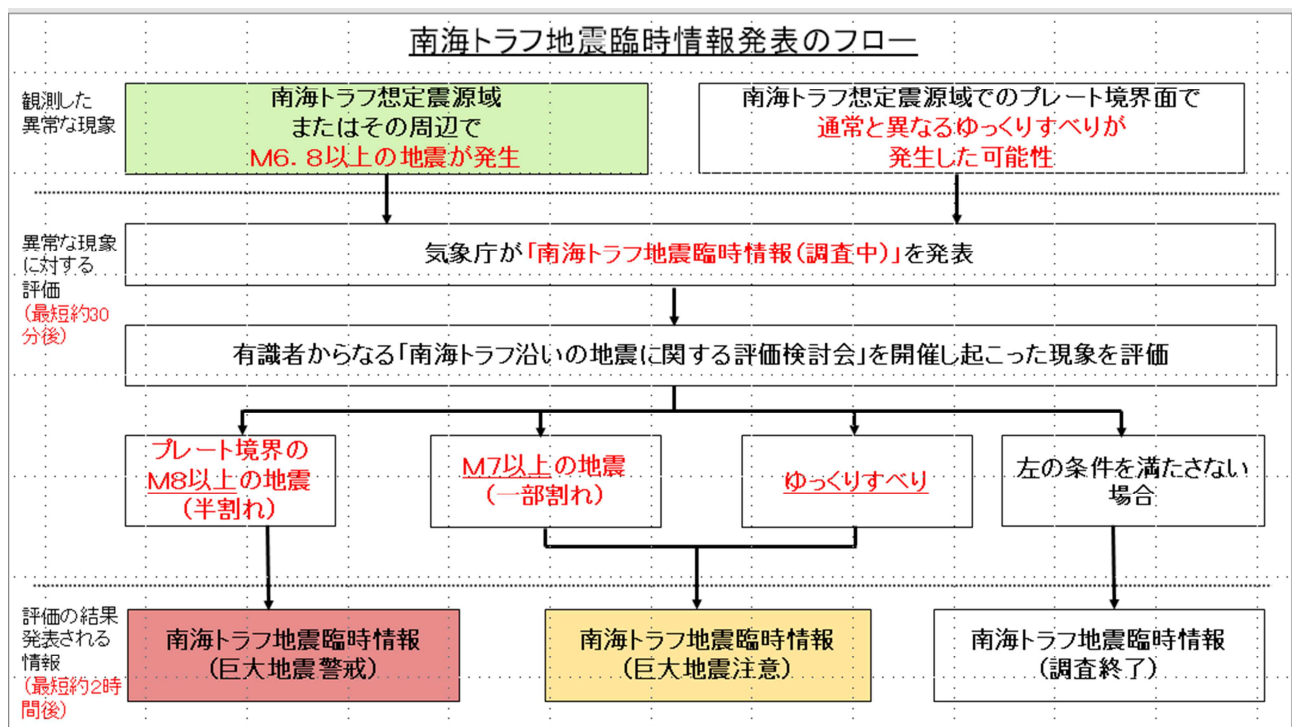 南海トラフ地震臨時情報発表のフロー
観測した
異常な現象
南海トラフ想定震源域
またはその周辺で
M6.8以上の地震が発生
南海トラフ想定震源域でのプレート境界面で
通常と異なるゆっくりすべりが
発生した可能性
異常な現象
に対する
評価
(最短約30
分後)
気象庁が「南海トラフ地震臨時情報(調査中)」を発表
有識者からなる「南海トラフ沿いの地震に関する評価検討会」を開催し起こった現象を評価
プレート境界の
M8以上の地震
(半割れ)
M7以上の地震
(一部割れ)
ゆっくりすべり
左の条件を満たさない
場合
評価の結果
発表される
情報
(最短約2時
間後)
南海トラフ地震臨時情報
(巨大地震警戒)
南海トラフ地震臨時情報
(巨大地震注意)
南海トラフ地震臨時情報
(調査終了)